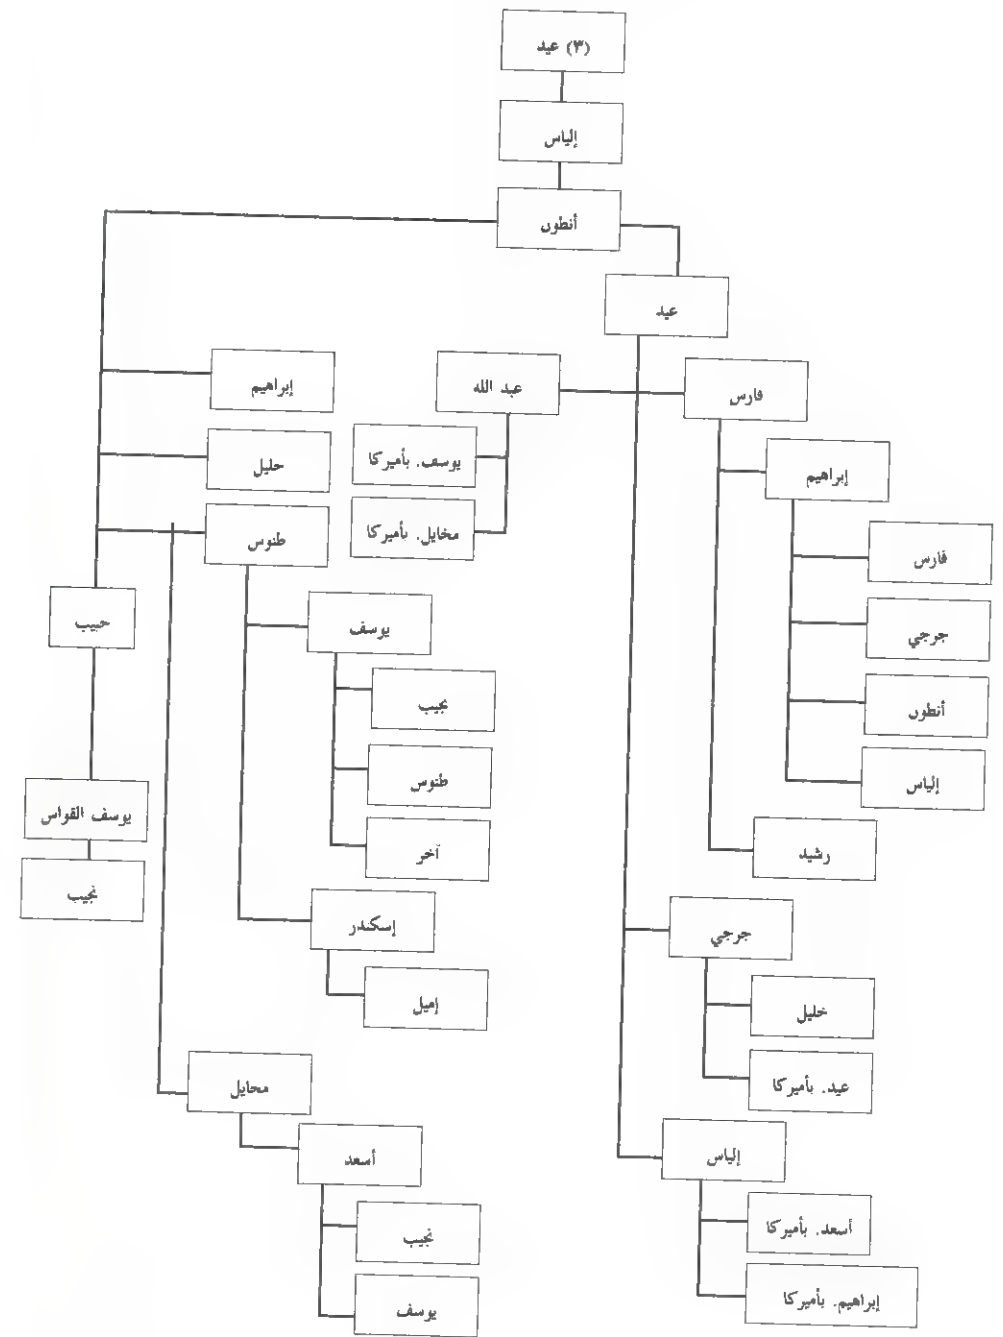 (٣) عيد
إلياس
أنطون
عيد
فارس
عبد الله
إبراهيم
يوسف. بأميركا
إبراهيم
خليل
مخايل. بأميركا
طنوس
فارس
جرجي
يوسف
حبيب
نجيب
أنطون
طنوس
إلياس
يوسف القواس
آخر
رشيد
نجيب
إسكندر
جرجي
إميل
خليل
مخايل
عيد. بأميركا
أسعد
إلياس
نجيب
أسعد. بأميركا
يوسف
إبراهيم. بأميركا